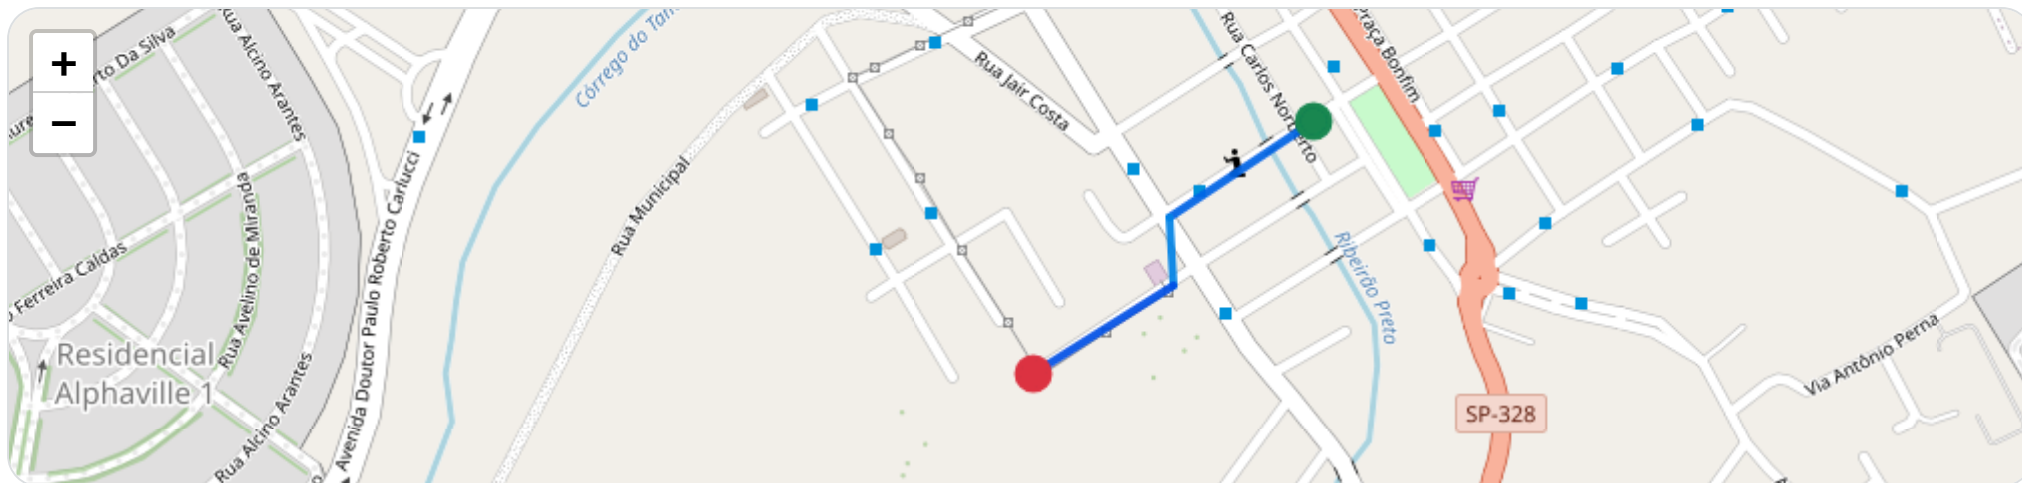 +
−
rto Da Silva
Rua Alcino Arantes
Córrego do Tan
Rua Jair Costa
Rua Carlos Norberto
Praça Bonfim
Rua Municipal
Rua Avelino de Miranda
o Ferreira Caldas
Avenida Doutor Paulo Roberto Carlucci
Ribeirão Preto
Residencial
Alphaville 1
Rua Alcino Arantes
Via Antônio Perna
SP-328